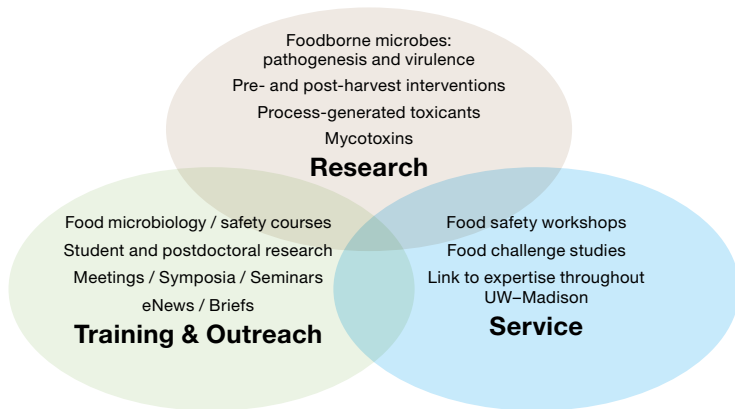 Foodborne microbes:
pathogenesis and virulence
Pre- and post-harvest interventions
Process-generated toxicants
Mycotoxins
Research
Food microbiology / safety courses
Student and postdoctoral research
Meetings / Symposia / Seminars
eNews / Briefs
Training & Outreach
Food safety workshops
Food challenge studies
Link to expertise throughout
UW–Madison
Service